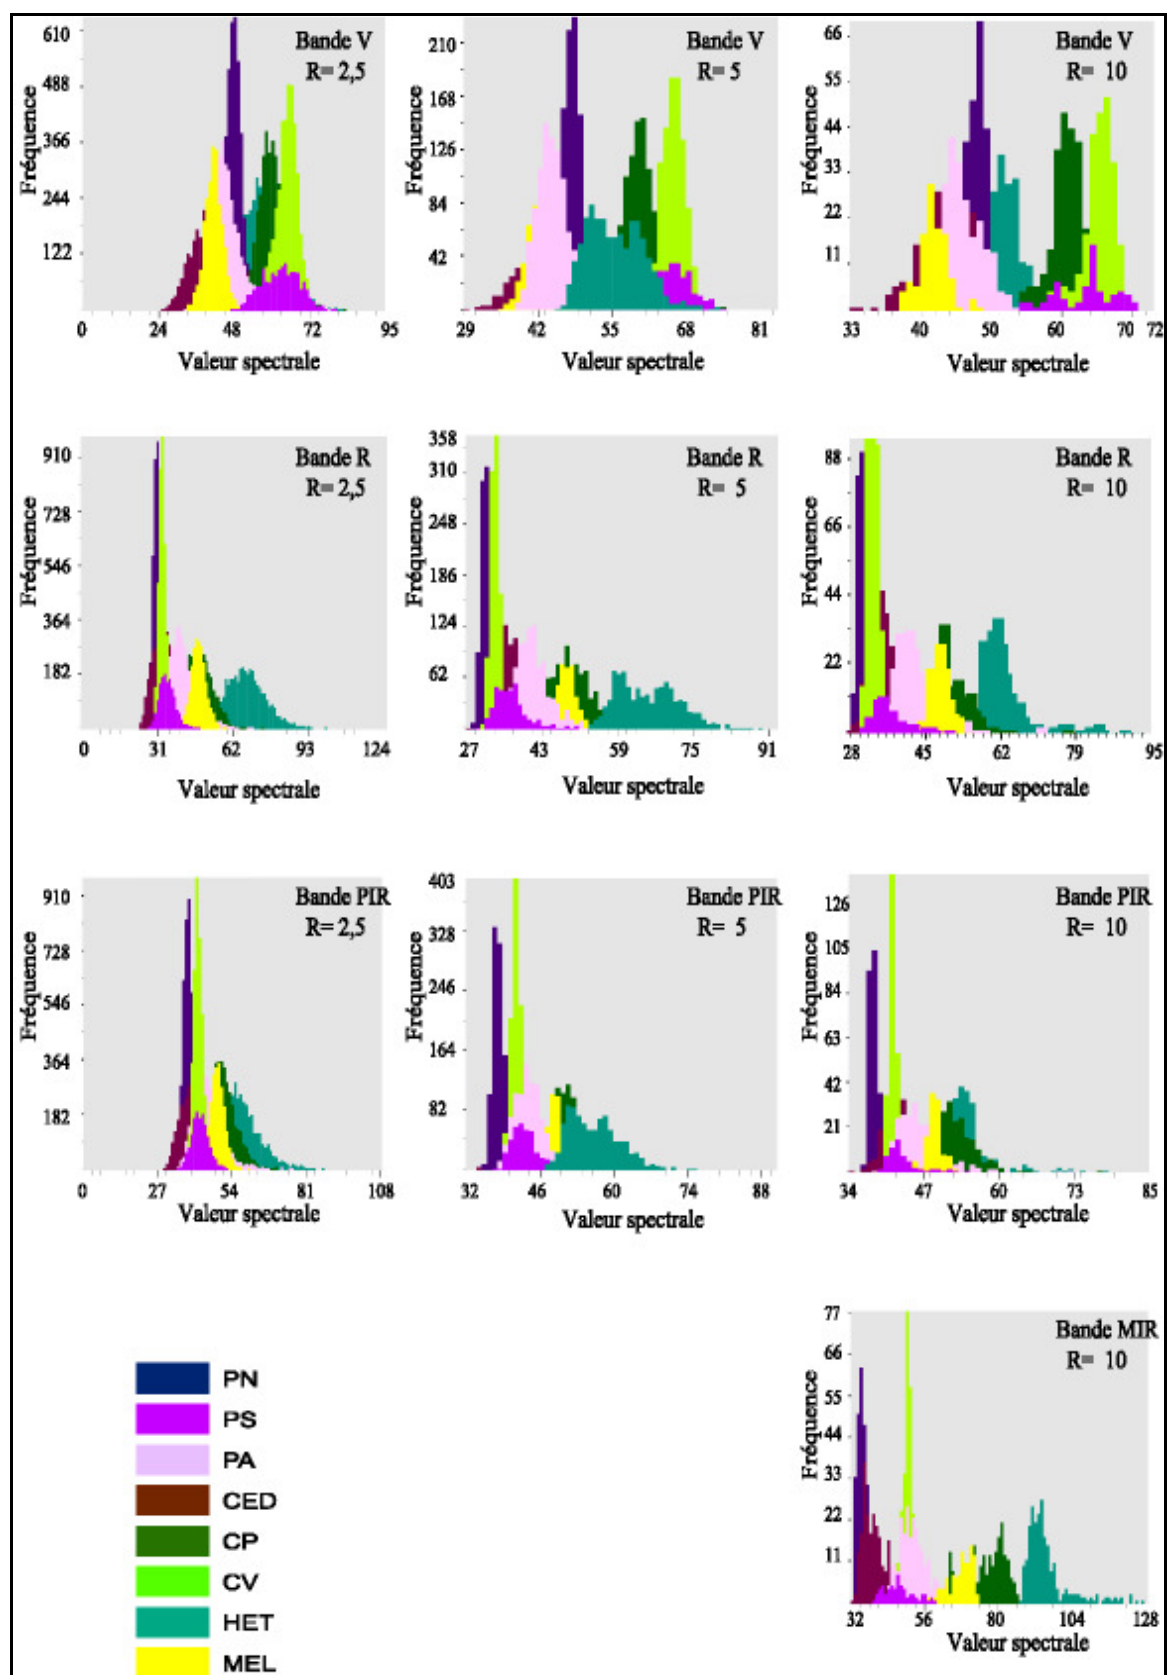 Bande V
R= 2,5
Fréquence
610
488
366
244
122
0 24 48 72 95
Valeur spectrale
Bande V
R= 5
Fréquence
210
168
126
84
42
29 42 55 68 81
Valeur spectrale
Bande V
R= 10
Fréquence
66
55
44
33
22
11
33 40 50 60 70 72
Valeur spectrale
Bande R
R= 2,5
Fréquence
910
728
546
364
182
0 31 62 93 124
Valeur spectrale
Bande R
R= 5
Fréquence
358
310
248
186
124
62
27 43 59 75 91
Valeur spectrale
Bande R
R= 10
Fréquence
88
66
44
22
28 45 62 79 95
Valeur spectrale
Bande PIR
R= 2,5
Fréquence
910
728
546
364
182
0 27 54 81 108
Valeur spectrale
Bande PIR
R= 5
Fréquence
403
328
246
164
82
32 46 60 74 88
Valeur spectrale
Bande PIR
R= 10
Fréquence
126
105
84
63
42
21
34 47 60 73 85
Valeur spectrale
Bande MIR
R= 10
Fréquence
77
66
55
44
33
22
11
32 56 80 104 128
Valeur spectrale
PN
PS
PA
CED
CP
CV
HET
MEL